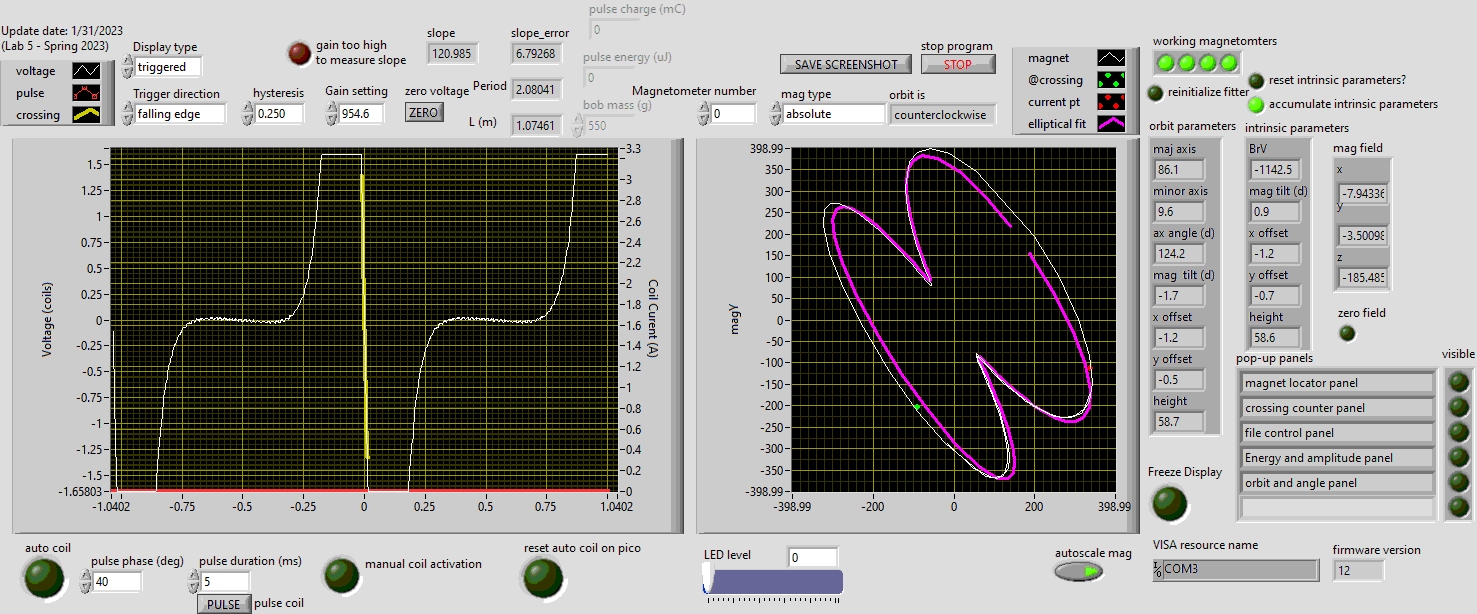 Update date: 1/31/2023
(Lab 5 - Spring 2023)
voltage
pulse
crossing
Display type
triggered
Trigger direction
falling edge
gain too high
to measure slope
hysteresis
0.250
Gain setting
954.6
zero voltage
ZERO
slope
120.985
slope_error
6.79268
Period
2.08041
L (m)
1.07461
pulse charge (mC)
0
pulse energy (uJ)
0
bob mass (g)
550
Magnetometer number
0
SAVE SCREENSHOT
stop program
STOP
mag type
absolute
orbit is
counterclockwise
magnet
@crossing
current pt
elliptical fit
working magnetomters
reset intrinsic parameters?
reinitialize fitter
accumulate intrinsic parameters
orbit parameters
maj axis
86.1
minor axis
9.6
ax angle (d)
124.2
mag tilt (d)
-1.7
x offset
-1.2
y offset
-0.5
height
58.7
intrinsic parameters
BrV
-1142.5
mag tilt (d)
0.9
x offset
-1.2
y offset
-0.7
height
58.6
mag field
x
-7.94336
y
-3.50098
z
-185.485
zero field
pop-up panels
visible
magnet locator panel
crossing counter panel
file control panel
Energy and amplitude panel
orbit and angle panel
Freeze Display
VISA resource name
COM3
firmware version
12
Voltage (coils)
1.5
1.25
1
0.75
0.5
0.25
0
-0.25
-0.5
-0.75
-1
-1.25
-1.5
-1.65803
-1.0402
-0.75
-0.5
-0.25
0
0.25
0.5
0.75
1.0402
3.3
3
2.8
2.6
2.4
2.2
2
1.8
1.6
1.4
1.2
1
0.8
0.6
0.4
0.2
0
Coil Curent (A)
magy
398.99
350
300
250
200
150
100
50
0
-50
-100
-150
-200
-250
-300
-350
-398.99
-398.99
-200
0
200
398.99
auto coil
pulse phase (deg)
40
pulse duration (ms)
5
PULSE
pulse coil
manual coil activation
reset auto coil on pico
LED level
0
autoscale mag